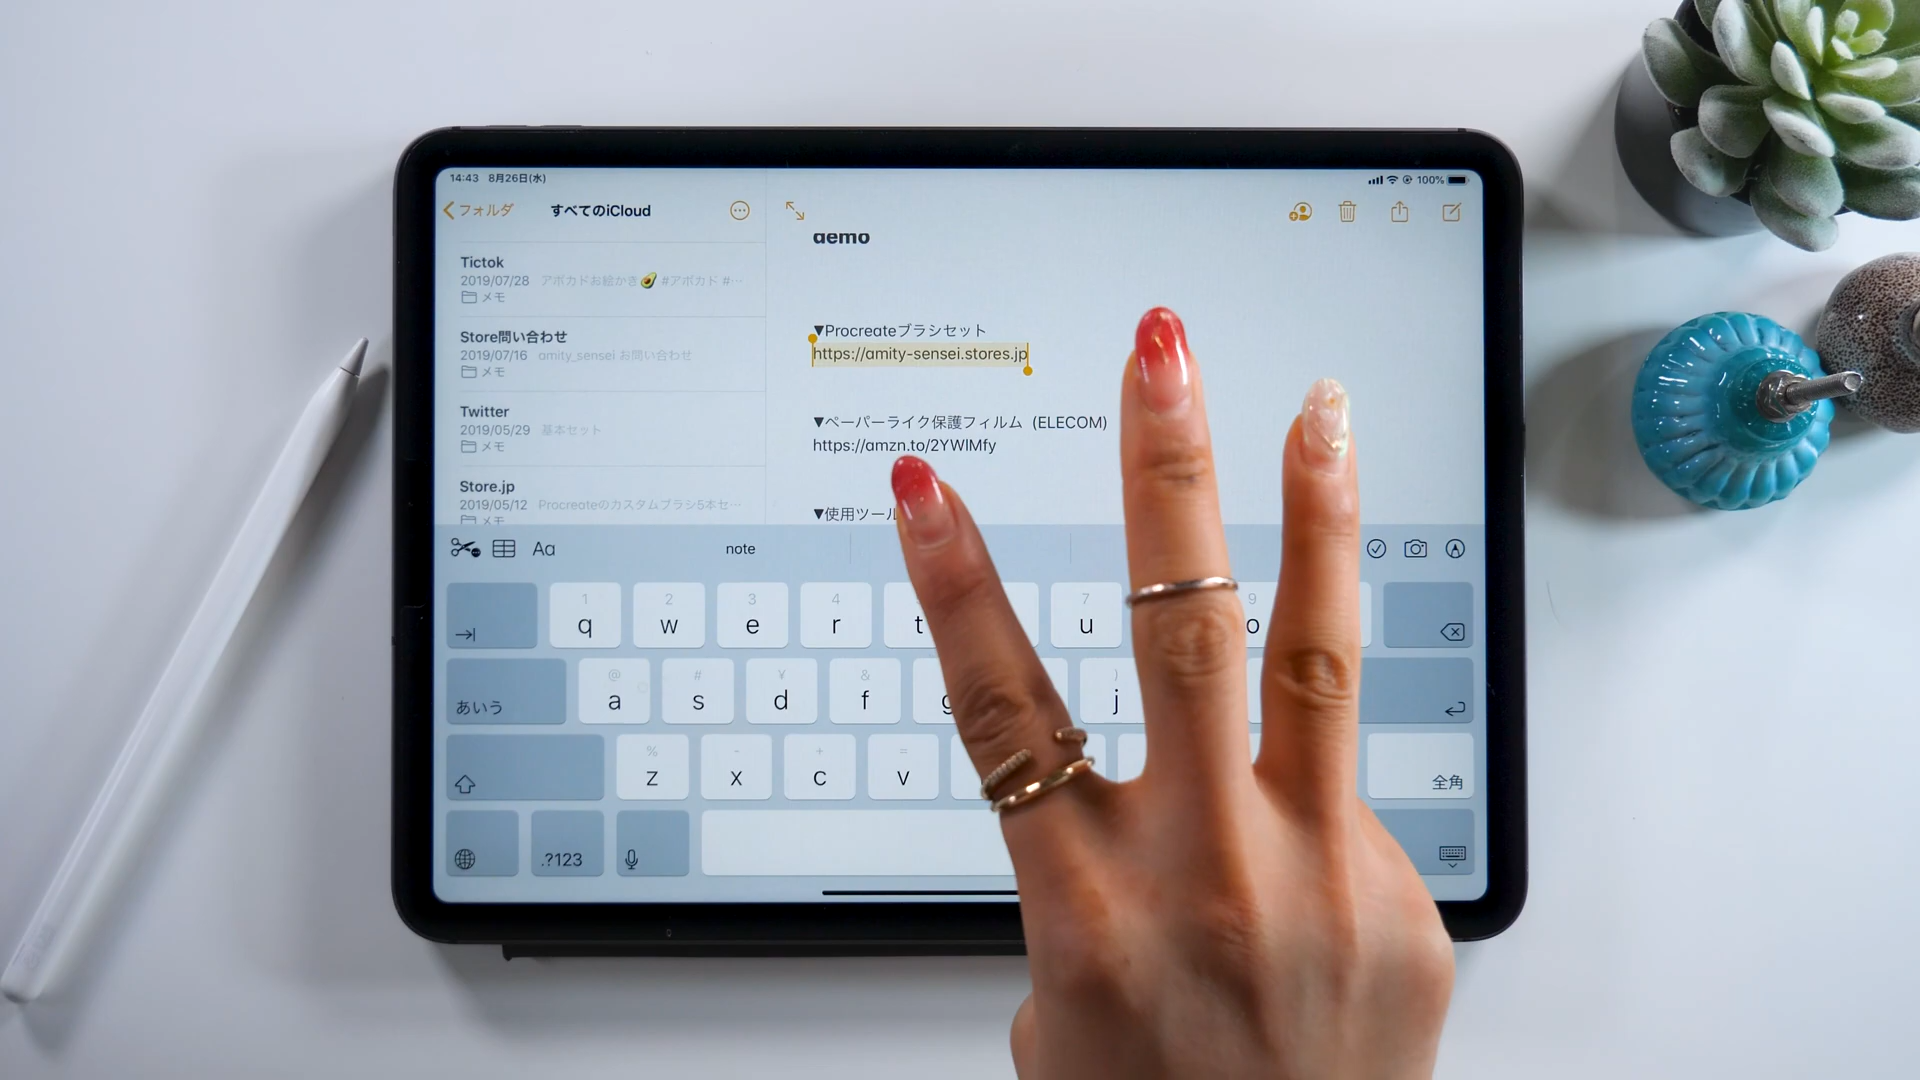 14:43 8月26日(水)
100%
フォルダ
すべてのiCloud
Tictok
2019/07/28 アボカドお絵かき🥑 #アボカド #…
メモ
Store問い合わせ
2019/07/16 amity_sensei お問い合わせ
メモ
Twitter
2019/05/29 基本セット
メモ
Store.jp
2019/05/12 Procreateのカスタムブラシ5本セ…
メモ
demo
▼Procreateブラシセット
https://amity-sensei.stores.jp
▼ペーパーライク保護フィルム (ELECOM)
https://amzn.to/2YWlMfy
▼使用ツール
Aa
note
1 2 3 4 7 9
q w e r t u o
@ # ¥ & )
あいう a s d f g j
% - + =
z x c v 全角
.?123